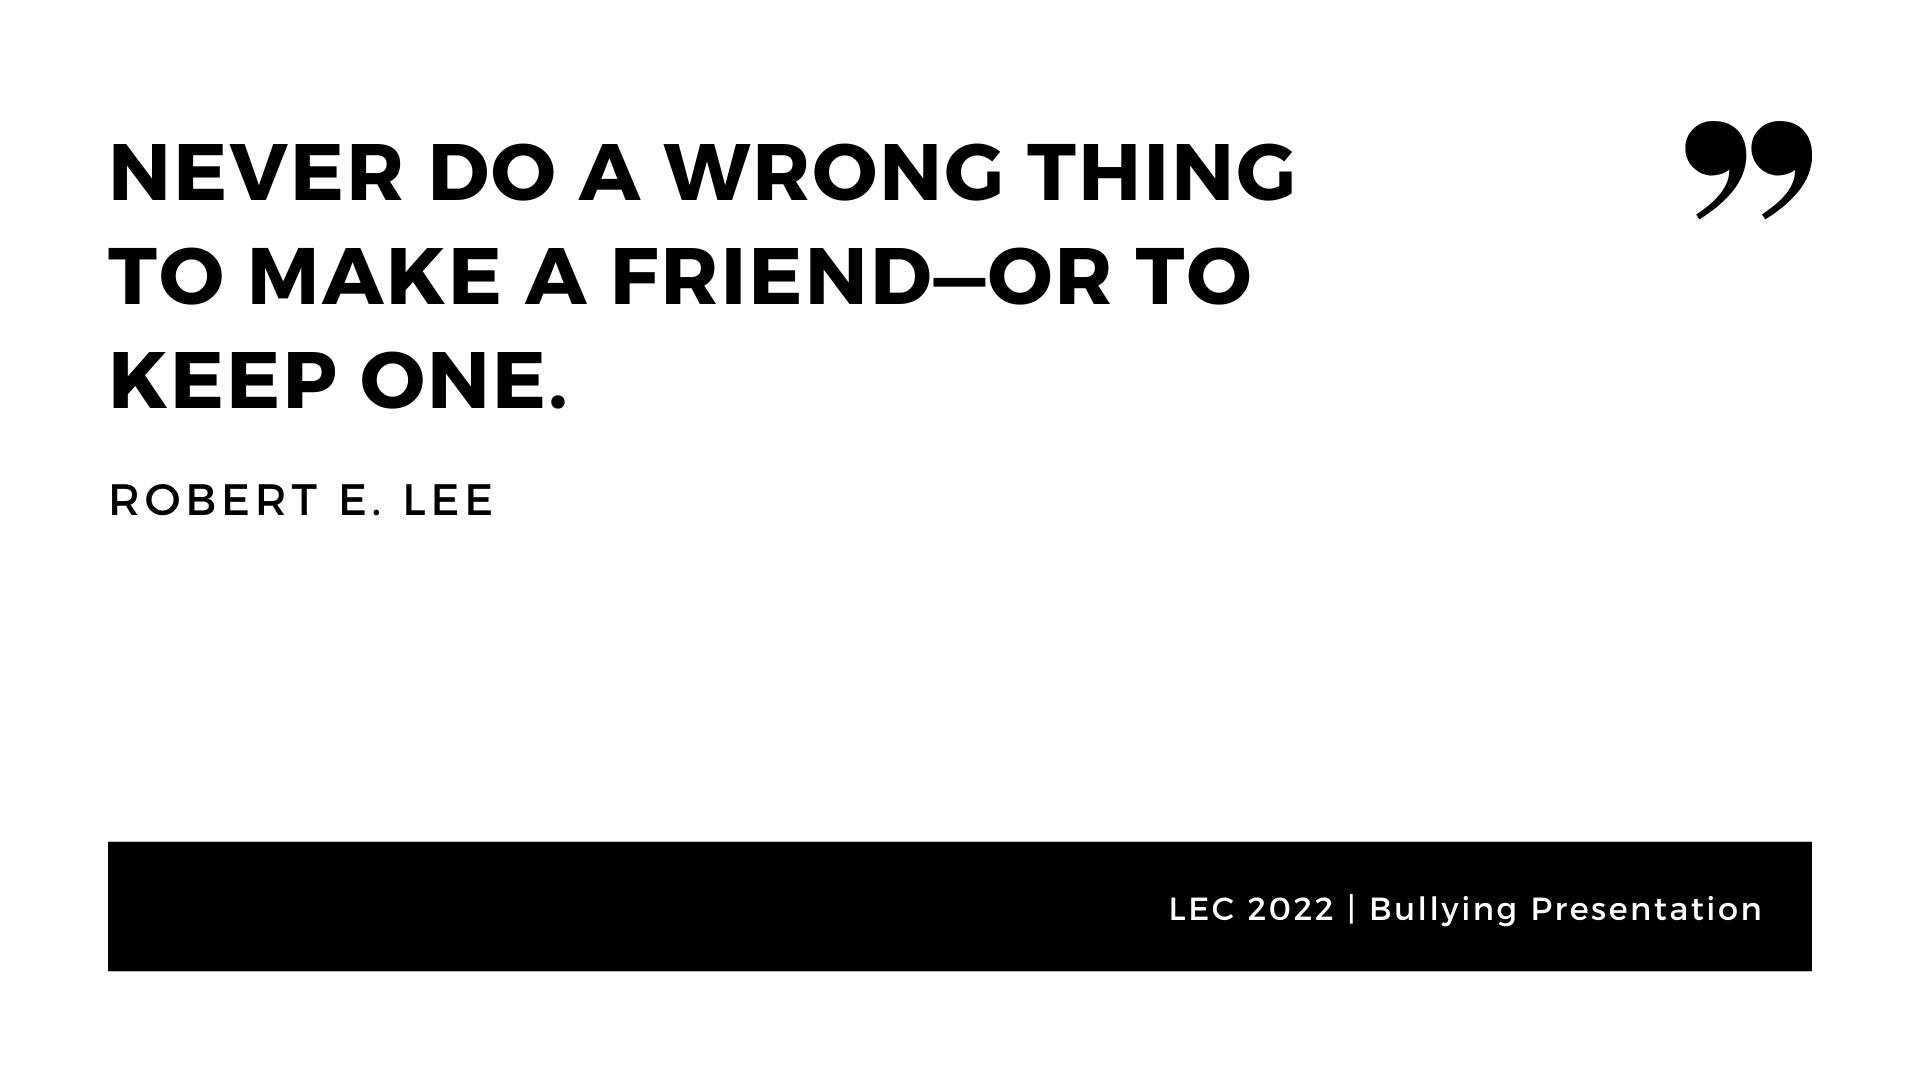 NEVER DO A WRONG THING
TO MAKE A FRIEND—OR TO
KEEP ONE.
”
ROBERT E. LEE
LEC 2022 | Bullying Presentation